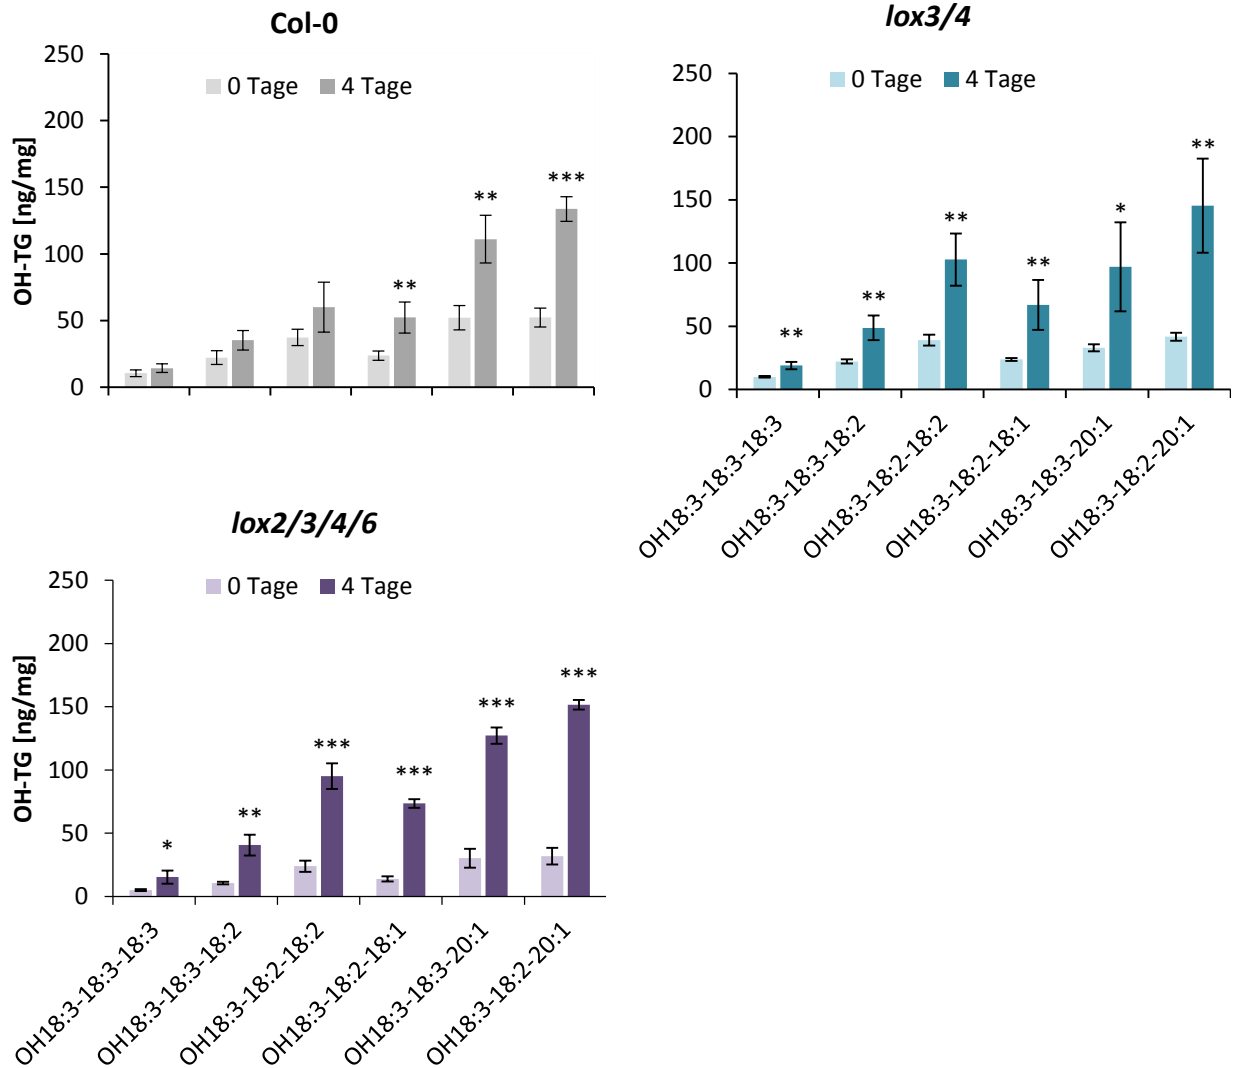 Col-0
0 Tage 4 Tage
OH-TG [ng/mg]
250
200
150
100
50
0
**
**
***
lox3/4
0 Tage 4 Tage
250
200
150
100
50
0
**
**
**
**
*
**
OH18:3-18:3-18:3
OH18:3-18:3-18:2
OH18:3-18:2-18:2
OH18:3-18:2-18:1
OH18:3-18:3-20:1
OH18:3-18:2-20:1
lox2/3/4/6
0 Tage 4 Tage
OH-TG [ng/mg]
250
200
150
100
50
0
*
**
***
***
***
***
OH18:3-18:3-18:3
OH18:3-18:3-18:2
OH18:3-18:2-18:2
OH18:3-18:2-18:1
OH18:3-18:3-20:1
OH18:3-18:2-20:1